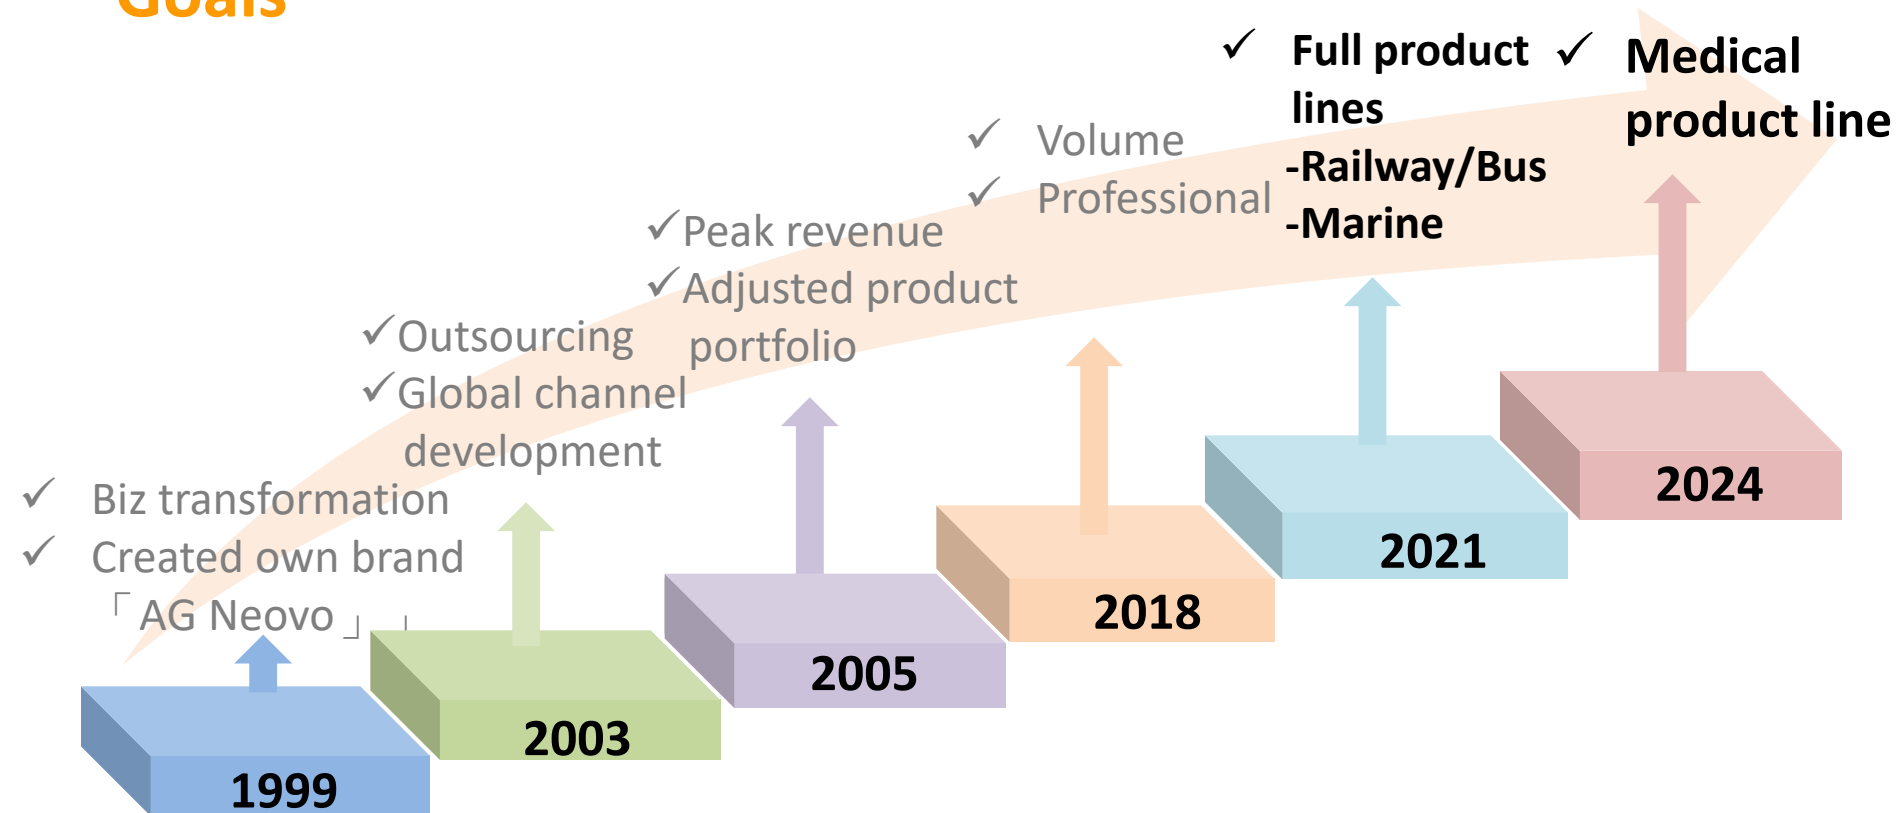 Goals
✓ Biz transformation
✓ Created own brand
「AG Neovo」」
1999
✓Outsourcing
✓Global channel
development
2003
✓Peak revenue
✓Adjusted product
portfolio
2005
✓ Volume
✓ Professional
2018
✓ Full product
lines
-Railway/Bus
-Marine
2021
✓ Medical
product line
2024